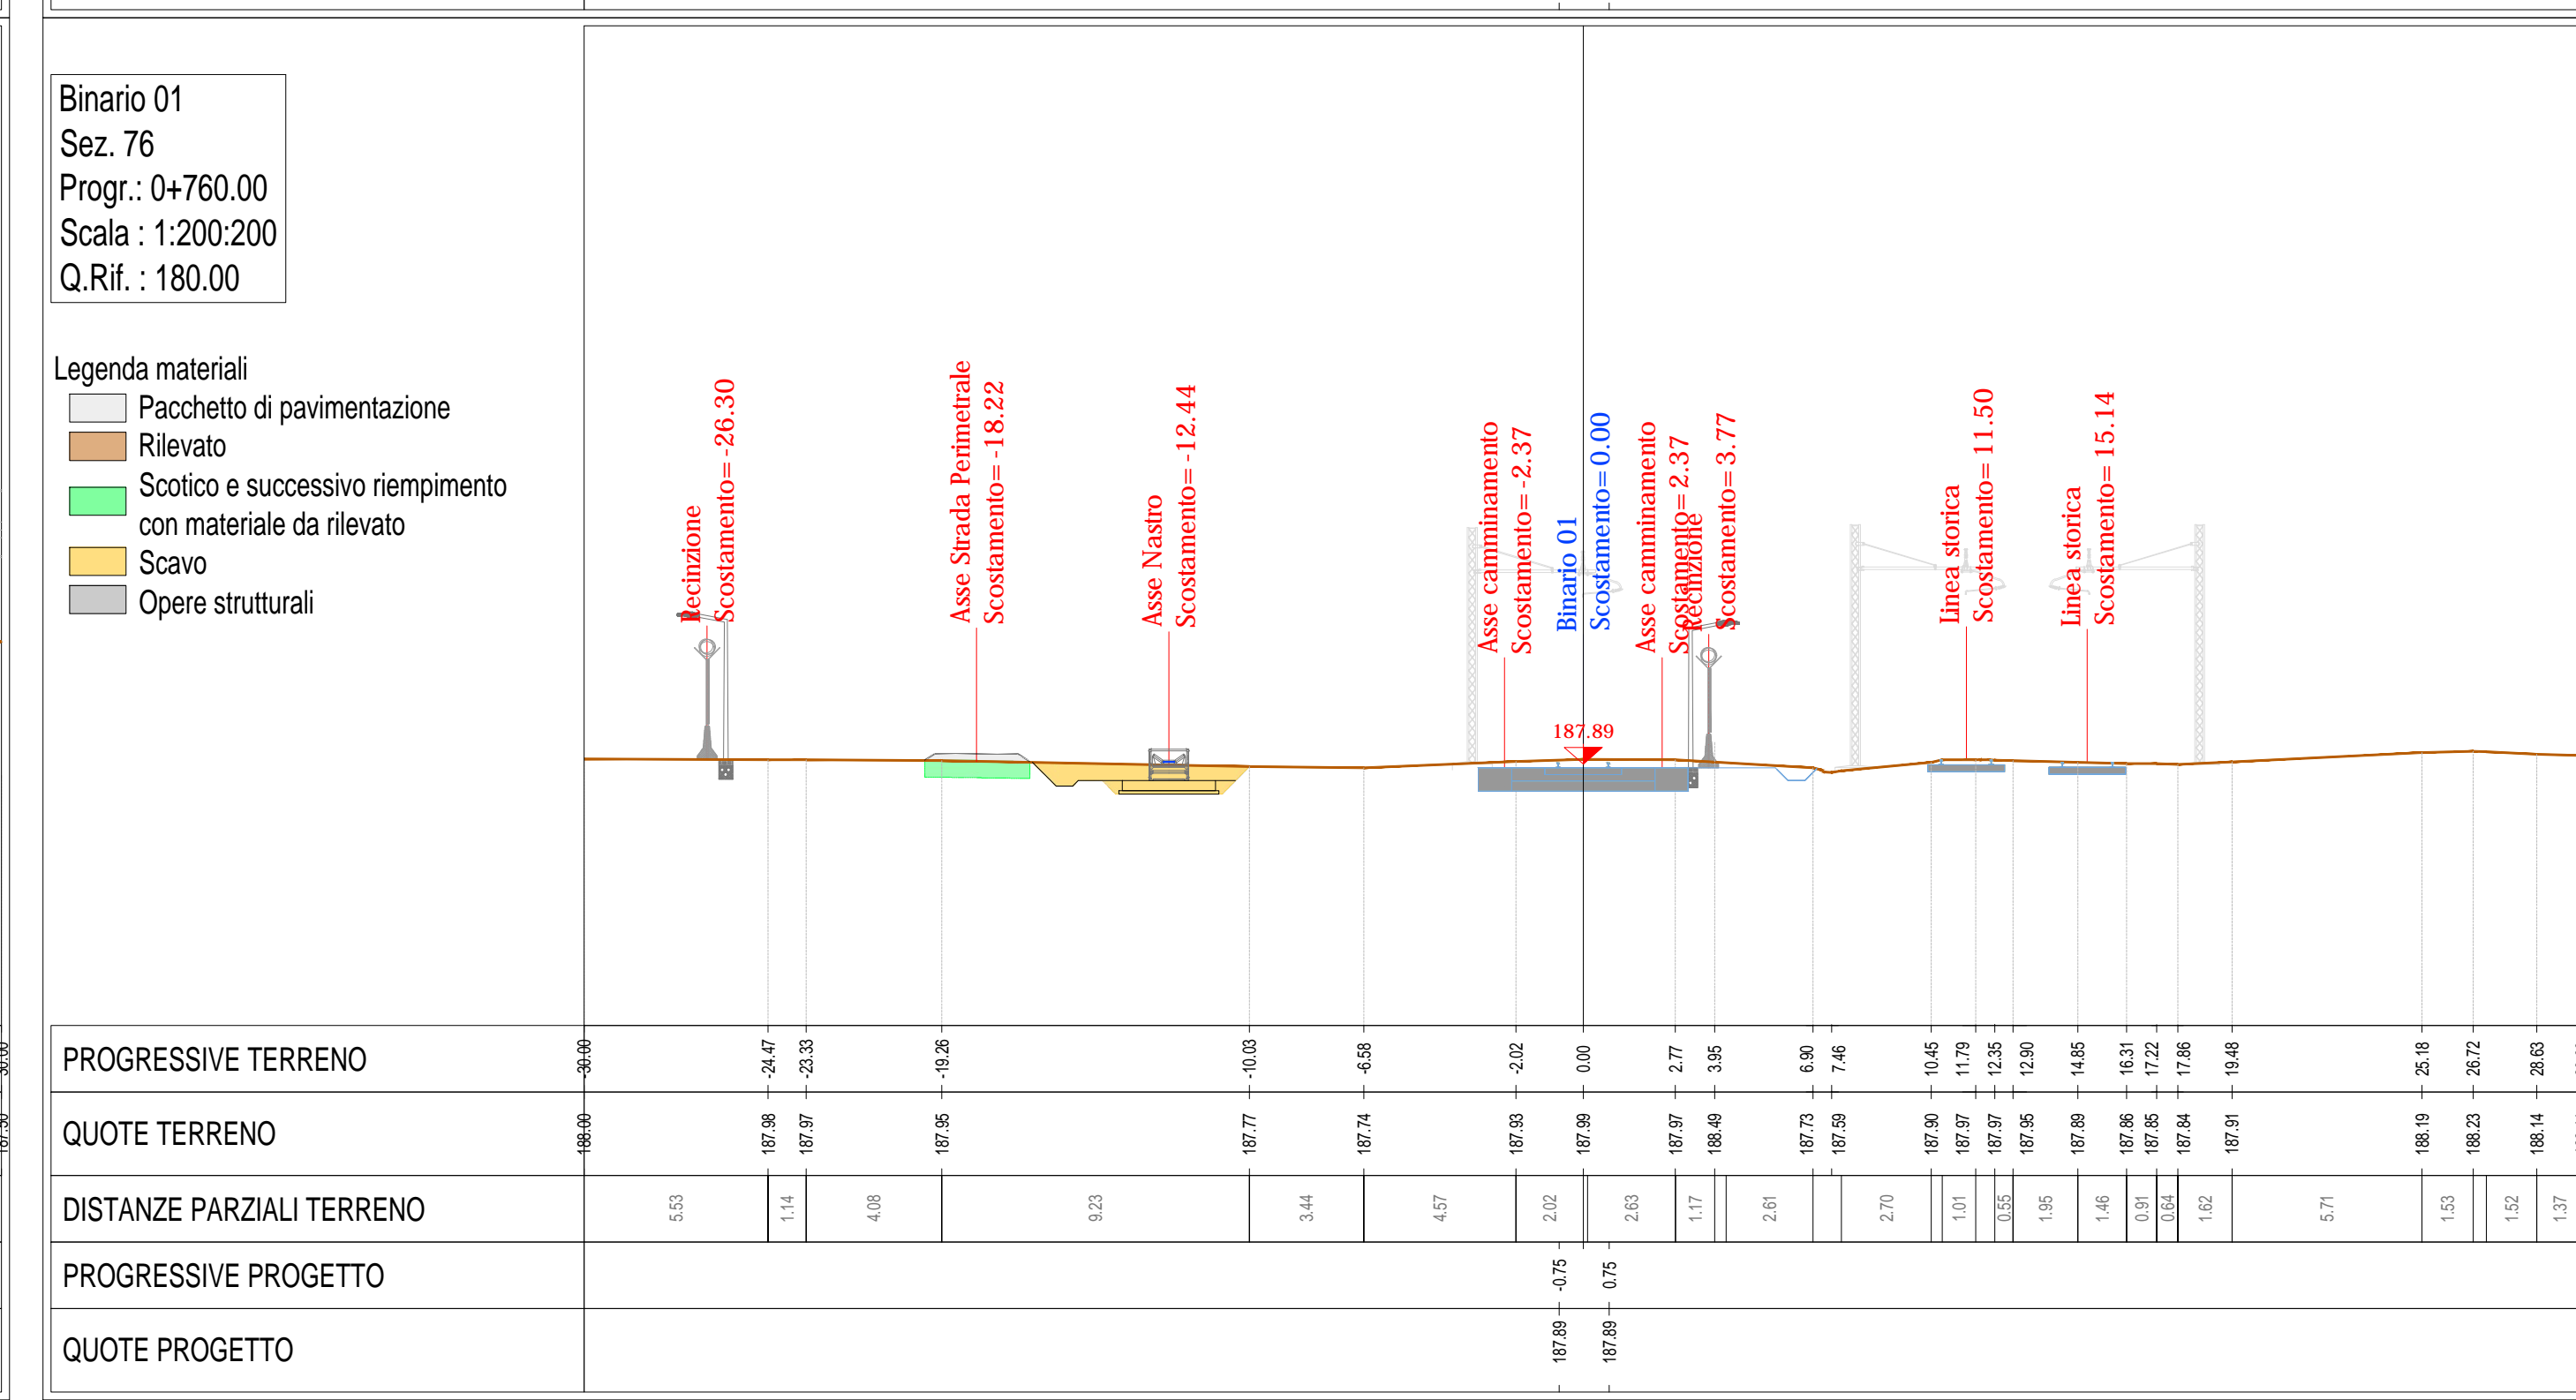 Binario 01
Sez. 76
Progr.: 0+760.00
Scala : 1:200:200
Q.Rif. : 180.00
Legenda materiali
Pacchetto di pavimentazione
Rilevato
Scotico e successivo riempimento
con materiale da rilevato
Scavo
Opere strutturali
Recinzione
Scostamento= -26.30
Asse Strada Perimetrale
Scostamento= -18.22
Asse Nastro
Scostamento= -12.44
Asse camminamento
Scostamento= -2.37
Binario 01
Scostamento= 0.00
Asse camminamento
Scostamento= 2.37
Recinzione
Scostamento= 3.77
Linea storica
Scostamento= 11.50
Linea storica
Scostamento= 15.14
187.89
PROGRESSIVE TERRENO
-30.00 -24.47 -23.33 -19.26 -10.03 -6.58 -2.02 0.00 2.77 3.95 6.90 7.46 10.45 11.79 12.35 12.90 14.85 16.31 17.22 17.86 19.48 25.18 26.72 28.63
QUOTE TERRENO
188.00 187.98 187.97 187.95 187.77 187.74 187.93 187.99 187.97 188.49 187.73 187.59 187.90 187.97 187.97 187.95 187.89 187.86 187.85 187.84 187.91 188.19 188.23 188.14
DISTANZE PARZIALI TERRENO
5.53 1.14 4.08 9.23 3.44 4.57 2.02 2.63 1.17 2.61 2.70 1.01 0.55 1.95 1.46 0.91 0.64 1.62 5.71 1.53 1.52 1.37
PROGRESSIVE PROGETTO
-0.75 0.75
QUOTE PROGETTO
187.89 187.89